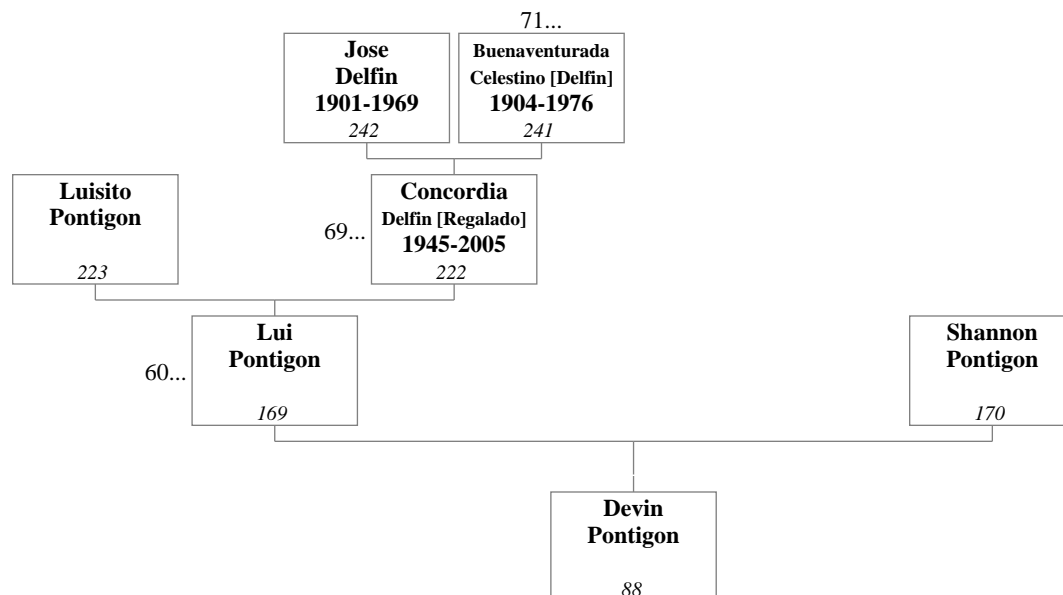 71...
Jose
Delfin
1901-1969
242
Buenaventurada
Celestino [Delfin]
1904-1976
241
Luisito
Pontigon
223
69...
Concordia
Delfin [Regalado]
1945-2005
222
60...
Lui
Pontigon
169
Shannon
Pontigon
170
Devin
Pontigon
88